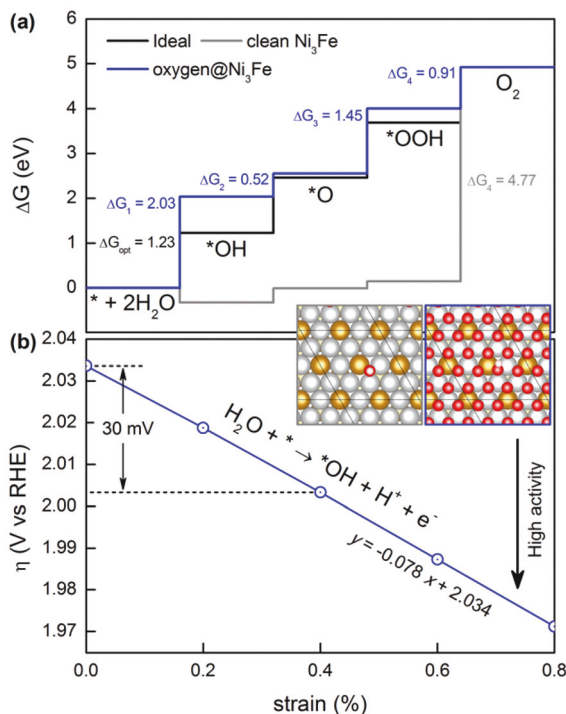 (a)
Ideal
clean Ni₃Fe
oxygen@Ni₃Fe
6
5
4
3
2
1
0
ΔG (eV)
ΔG₁ = 2.03
ΔG₂ = 0.52
ΔG₃ = 1.45
ΔG₄ = 0.91
ΔG₄ = 4.77
ΔGopt = 1.23
* + 2H₂O
*OH
*O
*OOH
O₂
(b)
2.04
2.03
2.02
2.01
2.00
1.99
1.98
1.97
η (V vs RHE)
30 mV
H₂O + * → *OH + H⁺ + e⁻
y = -0.078 x + 2.034
High activity
0.0
0.2
0.4
0.6
0.8
strain (%)